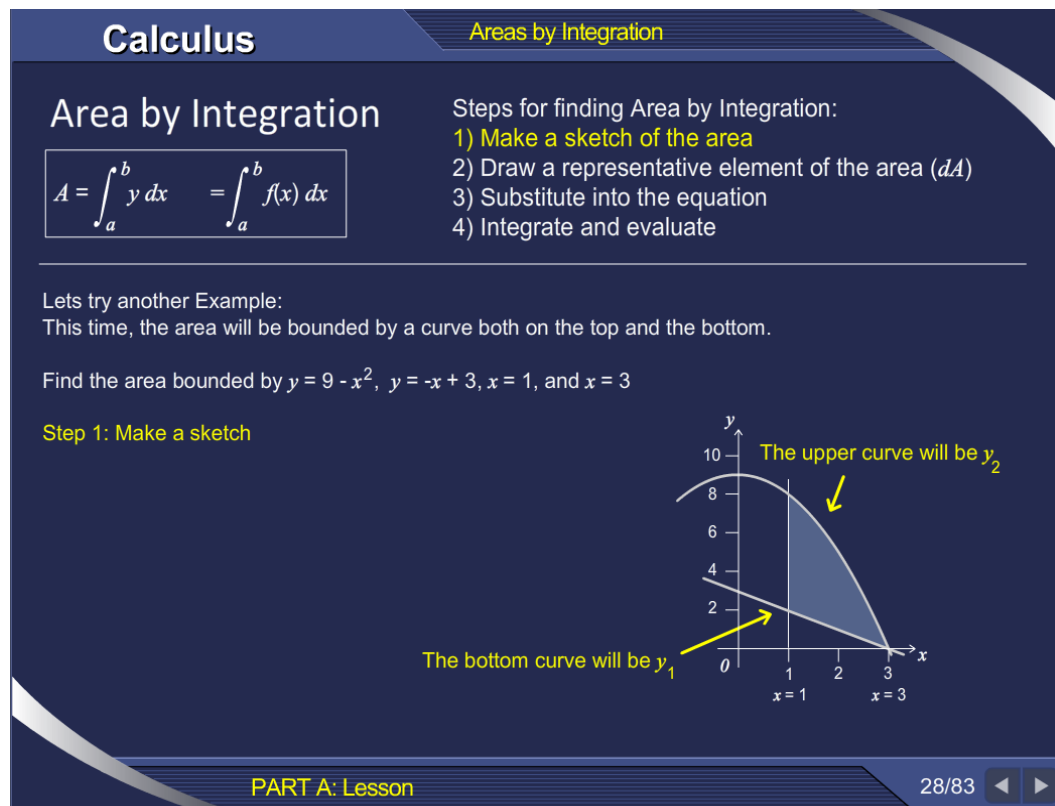 Calculus
Areas by Integration
Area by Integration
A = ∫_a^b y dx = ∫_a^b f(x) dx
Steps for finding Area by Integration:
1) Make a sketch of the area
2) Draw a representative element of the area (dA)
3) Substitute into the equation
4) Integrate and evaluate
Lets try another Example:
This time, the area will be bounded by a curve both on the top and the bottom.
Find the area bounded by y = 9 - x², y = -x + 3, x = 1, and x = 3
Step 1: Make a sketch
y
10
The upper curve will be y₂
8
6
4
2
The bottom curve will be y₁
0
1
2
3
x
x = 1
x = 3
PART A: Lesson
28/83